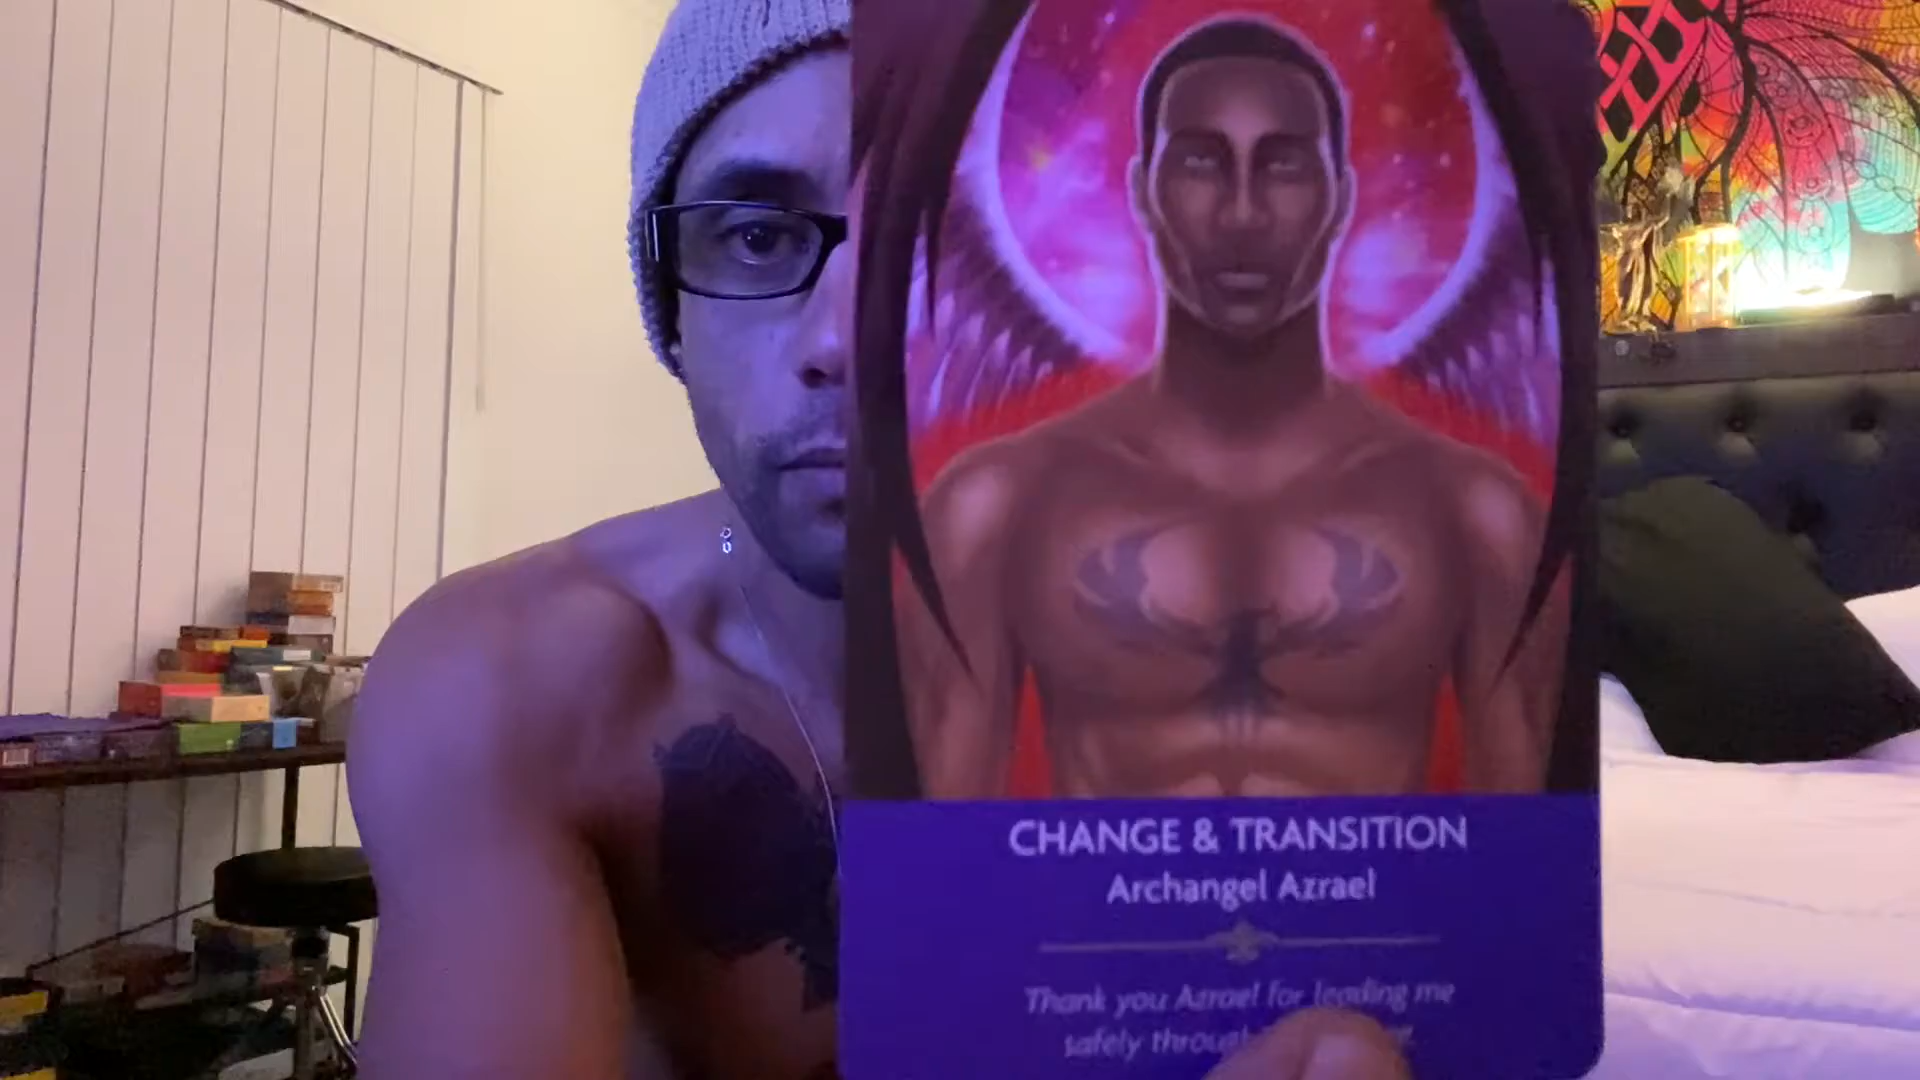 CHANGE & TRANSITION
Archangel Azrael
Thank you Azrael for leading me
safely